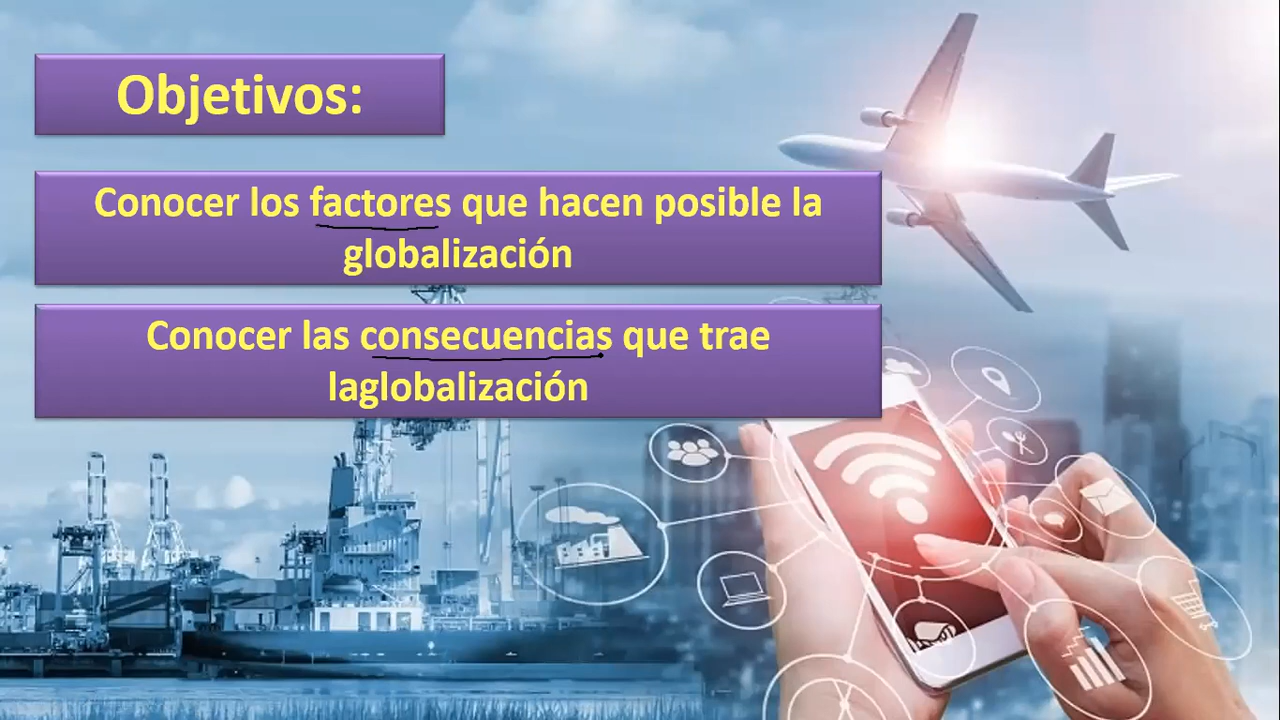 Objetivos:
Conocer los factores que hacen posible la
globalización
Conocer las consecuencias que trae
laglobalización